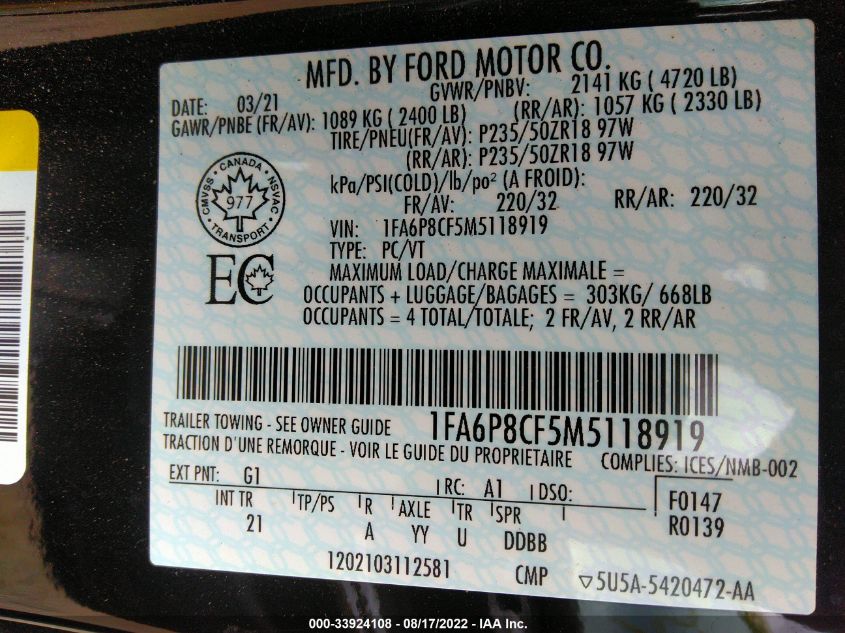 MFD. BY FORD MOTOR CO.
DATE: 03/21 GVWR/PNBV: 2141 KG ( 4720 LB)
GAWR/PNBE (FR/AV): 1089 KG ( 2400 LB) (RR/AR): 1057 KG ( 2330 LB)
TIRE/PNEU(FR/AV): P235/50ZR18 97W
(RR/AR): P235/50ZR18 97W
kPa/PSI(COLD)/lb/po² (A FROID):
FR/AV: 220/32 RR/AR: 220/32
VIN: 1FA6P8CF5M5118919
TYPE: PC/VT
CMVSS CANADA NSVAC
977
TRANSPORT
EC
MAXIMUM LOAD/CHARGE MAXIMALE =
OCCUPANTS + LUGGAGE/BAGAGES = 303KG/ 668LB
OCCUPANTS = 4 TOTAL/TOTALE; 2 FR/AV, 2 RR/AR
TRAILER TOWING - SEE OWNER GUIDE 1FA6P8CF5M5118919
TRACTION D'UNE REMORQUE - VOIR LE GUIDE DU PROPRIETAIRE COMPLIES: ICES/NMB-002
EXT PNT: G1 RC: A1 DSO: F0147
INT TR TP/PS R AXLE TR SPR R0139
21 A YY U DDBB
1202103112581 CMP ▽5U5A-5420472-AA
000-33924108 - 08/17/2022 - IAA Inc.